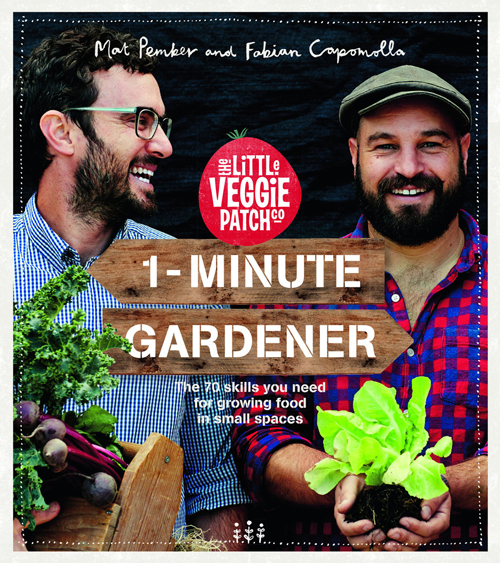 Mat Pember and Fabian Capomolla
THE LiTTLe
VEGGiE
PATCH Co
1-MINUTE
GARDENER
The 70 skills you need
for growing food
in small spaces